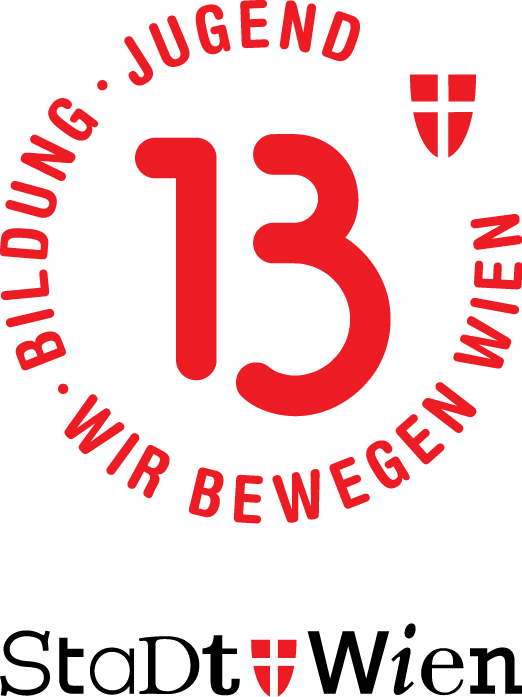 BILDUNG · JUGEND
· WIR BEWEGEN WIEN
13
StaDt Wien